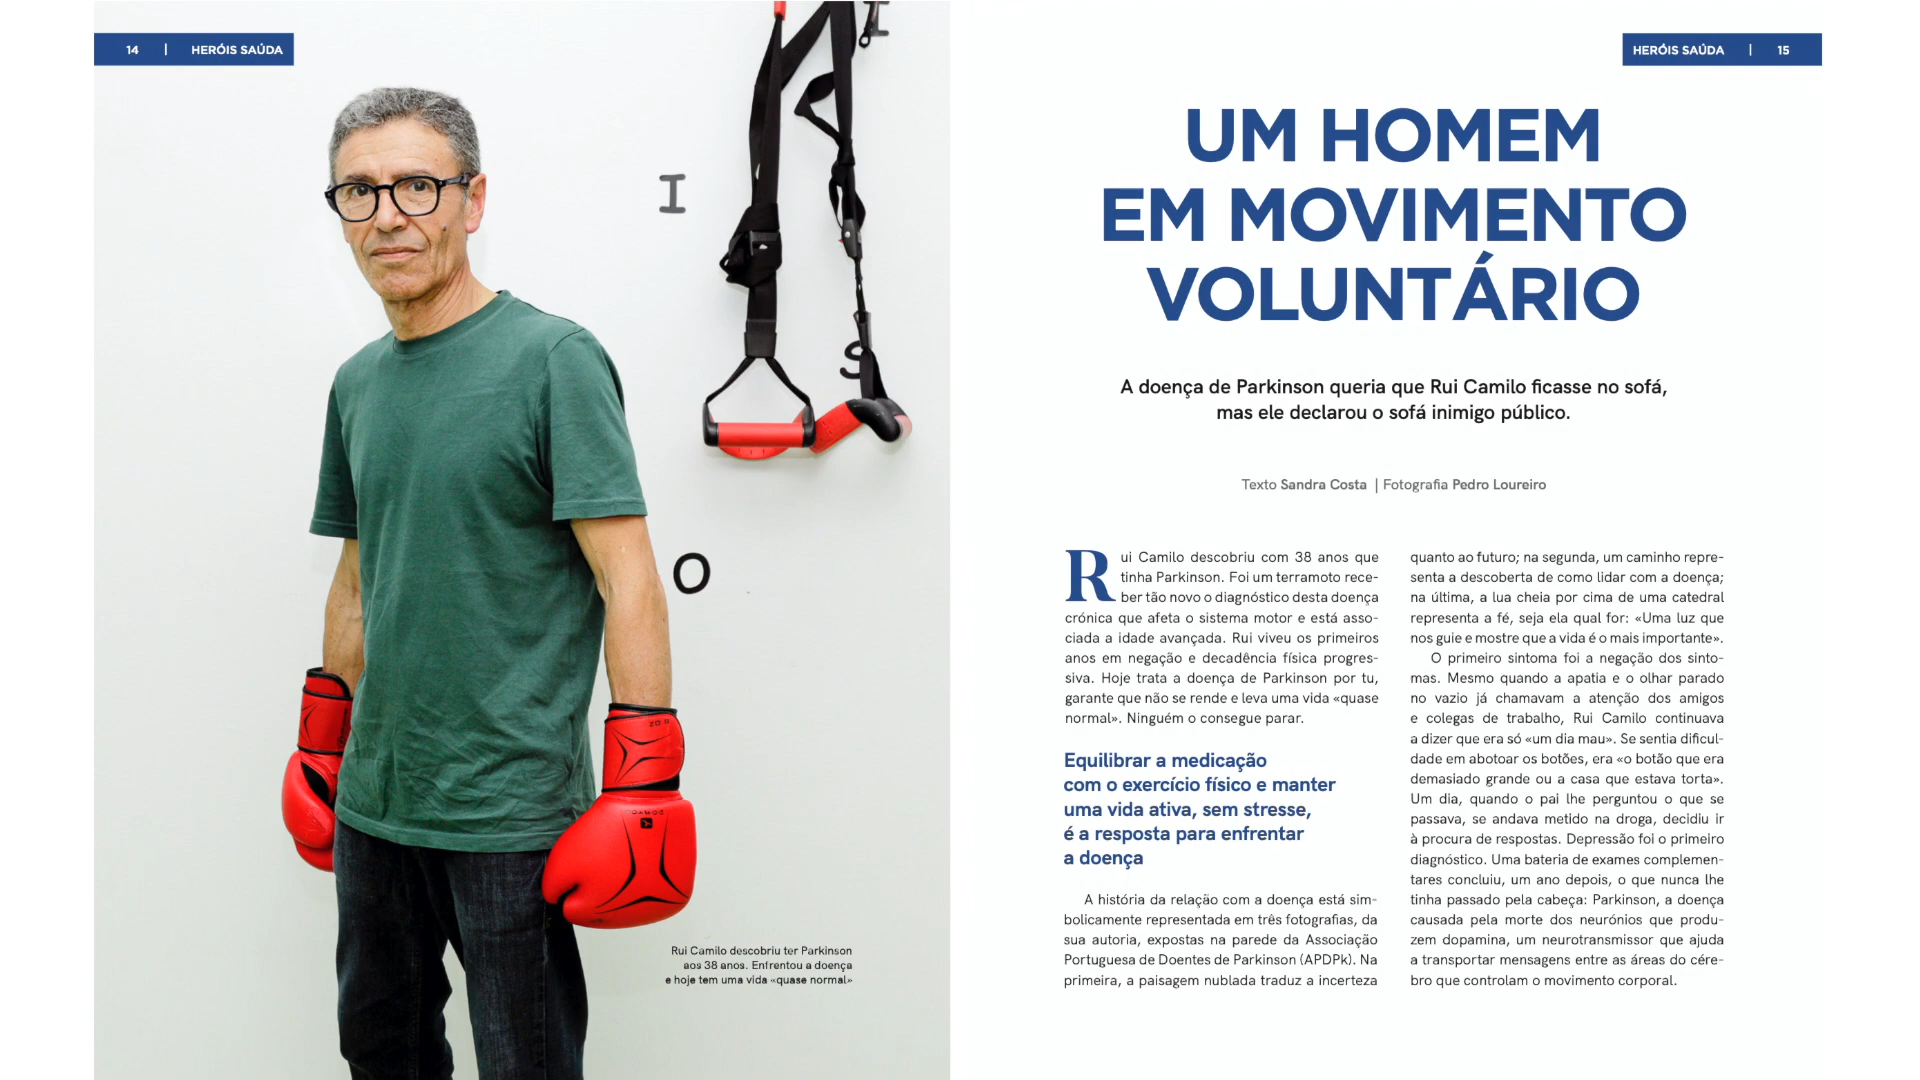 14 | HERÓIS SAÚDA
I
S
O
Rui Camilo descobriu ter Parkinson
aos 38 anos. Enfrentou a doença
e hoje tem uma vida «quase normal»
HERÓIS SAÚDA | 15
UM HOMEM
EM MOVIMENTO
VOLUNTÁRIO
A doença de Parkinson queria que Rui Camilo ficasse no sofá,
mas ele declarou o sofá inimigo público.
Texto Sandra Costa | Fotografia Pedro Loureiro
Rui Camilo descobriu com 38 anos que
tinha Parkinson. Foi um terramoto rece-
ber tão novo o diagnóstico desta doença
crónica que afeta o sistema motor e está asso-
ciada a idade avançada. Rui viveu os primeiros
anos em negação e decadência física progres-
siva. Hoje trata a doença de Parkinson por tu,
garante que não se rende e leva uma vida «quase
normal». Ninguém o consegue parar.
Equilibrar a medicação
com o exercício físico e manter
uma vida ativa, sem stresse,
é a resposta para enfrentar
a doença
A história da relação com a doença está sim-
bolicamente representada em três fotografias, da
sua autoria, expostas na parede da Associação
Portuguesa de Doentes de Parkinson (APDPk). Na
primeira, a paisagem nublada traduz a incerteza
quanto ao futuro; na segunda, um caminho repre-
senta a descoberta de como lidar com a doença;
na última, a lua cheia por cima de uma catedral
representa a fé, seja ela qual for: «Uma luz que
nos guie e mostre que a vida é o mais importante».
O primeiro sintoma foi a negação dos sinto-
mas. Mesmo quando a apatia e o olhar parado
no vazio já chamavam a atenção dos amigos
e colegas de trabalho, Rui Camilo continuava
a dizer que era só «um dia mau». Se sentia dificul-
dade em abotoar os botões, era «o botão que era
demasiado grande ou a casa que estava torta».
Um dia, quando o pai lhe perguntou o que se
passava, se andava metido na droga, decidiu ir
à procura de respostas. Depressão foi o primeiro
diagnóstico. Uma bateria de exames complemen-
tares concluiu, um ano depois, o que nunca lhe
tinha passado pela cabeça: Parkinson, a doença
causada pela morte dos neurónios que produ-
zem dopamina, um neurotransmissor que ajuda
a transportar mensagens entre as áreas do cére-
bro que controlam o movimento corporal.